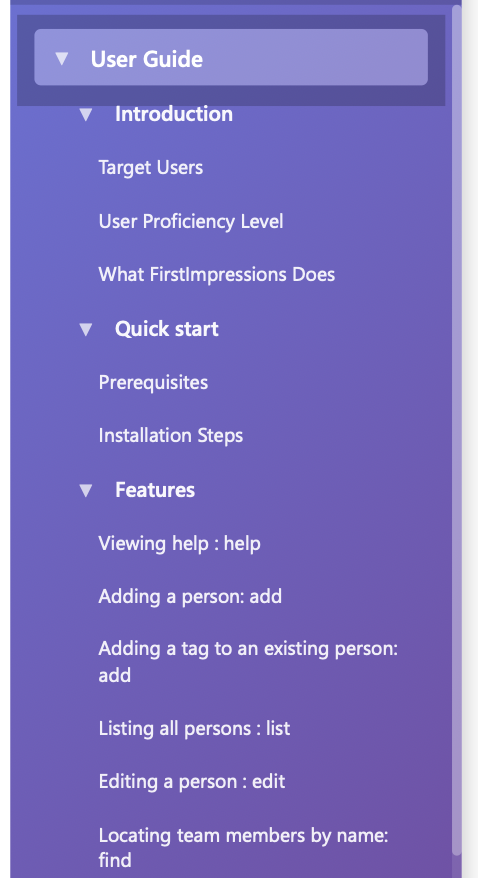 ▼ User Guide
▼ Introduction
Target Users
User Proficiency Level
What FirstImpressions Does
▼ Quick start
Prerequisites
Installation Steps
▼ Features
Viewing help : help
Adding a person: add
Adding a tag to an existing person:
add
Listing all persons : list
Editing a person : edit
Locating team members by name:
find